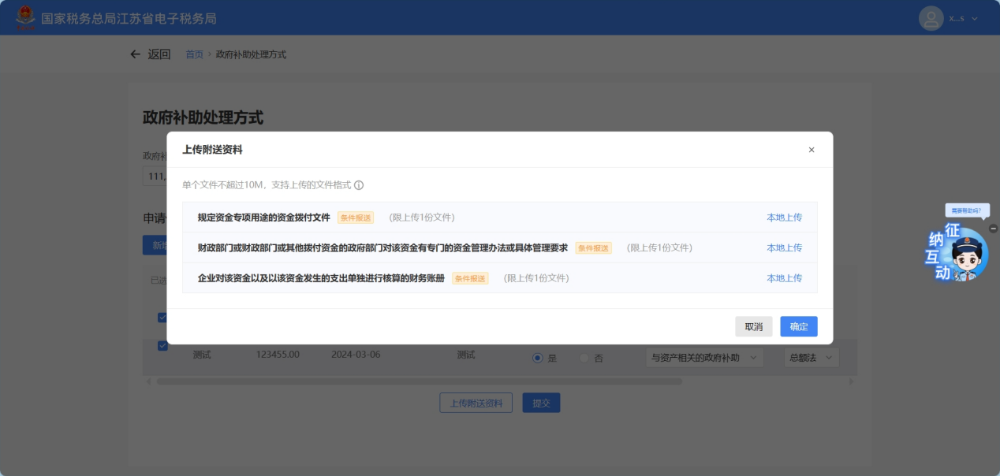 国家税务总局江苏省电子税务局
x...s
返回 首页 › 政府补助处理方式
政府补助处理方式
上传附送资料
×
政府补
单个文件不超过10M，支持上传的文件格式
111,
规定资金专项用途的资金拨付文件 条件报送 (限上传1份文件) 本地上传
需要帮助吗?
申请
征纳互动
财政部门或财政部门或其他拨付资金的政府部门对该资金有专门的资金管理办法或具体管理要求 条件报送 (限上传1份文件) 本地上传
新增
企业对该资金以及以该资金发生的支出单独进行核算的财务账册 条件报送 (限上传1份文件) 本地上传
已选
取消 确定
测试 123455.00 2024-03-06 测试 是 否 与资产相关的政府补助 总额法
上传附送资料 提交